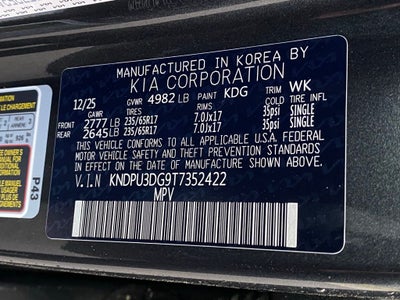 MANUFACTURED IN KOREA BY
KIA CORPORATION
12/25 GVWR 4982 LB PAINT KDG TRIM WK
GAWR TIRES RIMS COLD TIRE INFL
FRONT 2777 LB 235/65R17 7.0Jx17 35psi SINGLE
REAR 2645 LB 235/65R17 7.0Jx17 35psi SINGLE
THIS VEHICLE CONFORMS TO ALL APPLICABLE U.S.A. FEDERAL
MOTOR VEHICLE SAFETY AND THEFT PREVENTION STANDARDS
IN EFFECT ON THE DATE OF MANUFACTURE SHOWN ABOVE.
V.I.N KNDPU3DG9T7352422
MPV
CHARGEMENT
P43